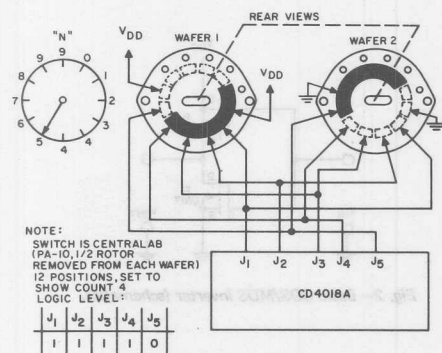 REAR VIEWS
"N"
9
9
0
8
1
7
2
6
3
5
4
4
VDD
WAFER 1
VDD
WAFER 2
NOTE:
SWITCH IS CENTRALAB
(PA-10, 1/2 ROTOR
REMOVED FROM EACH WAFER)
12 POSITIONS, SET TO
SHOW COUNT 4
LOGIC LEVEL:
J1 J2 J3 J4 J5
1 1 1 1 0
J1 J2 J3 J4 J5
CD4018A